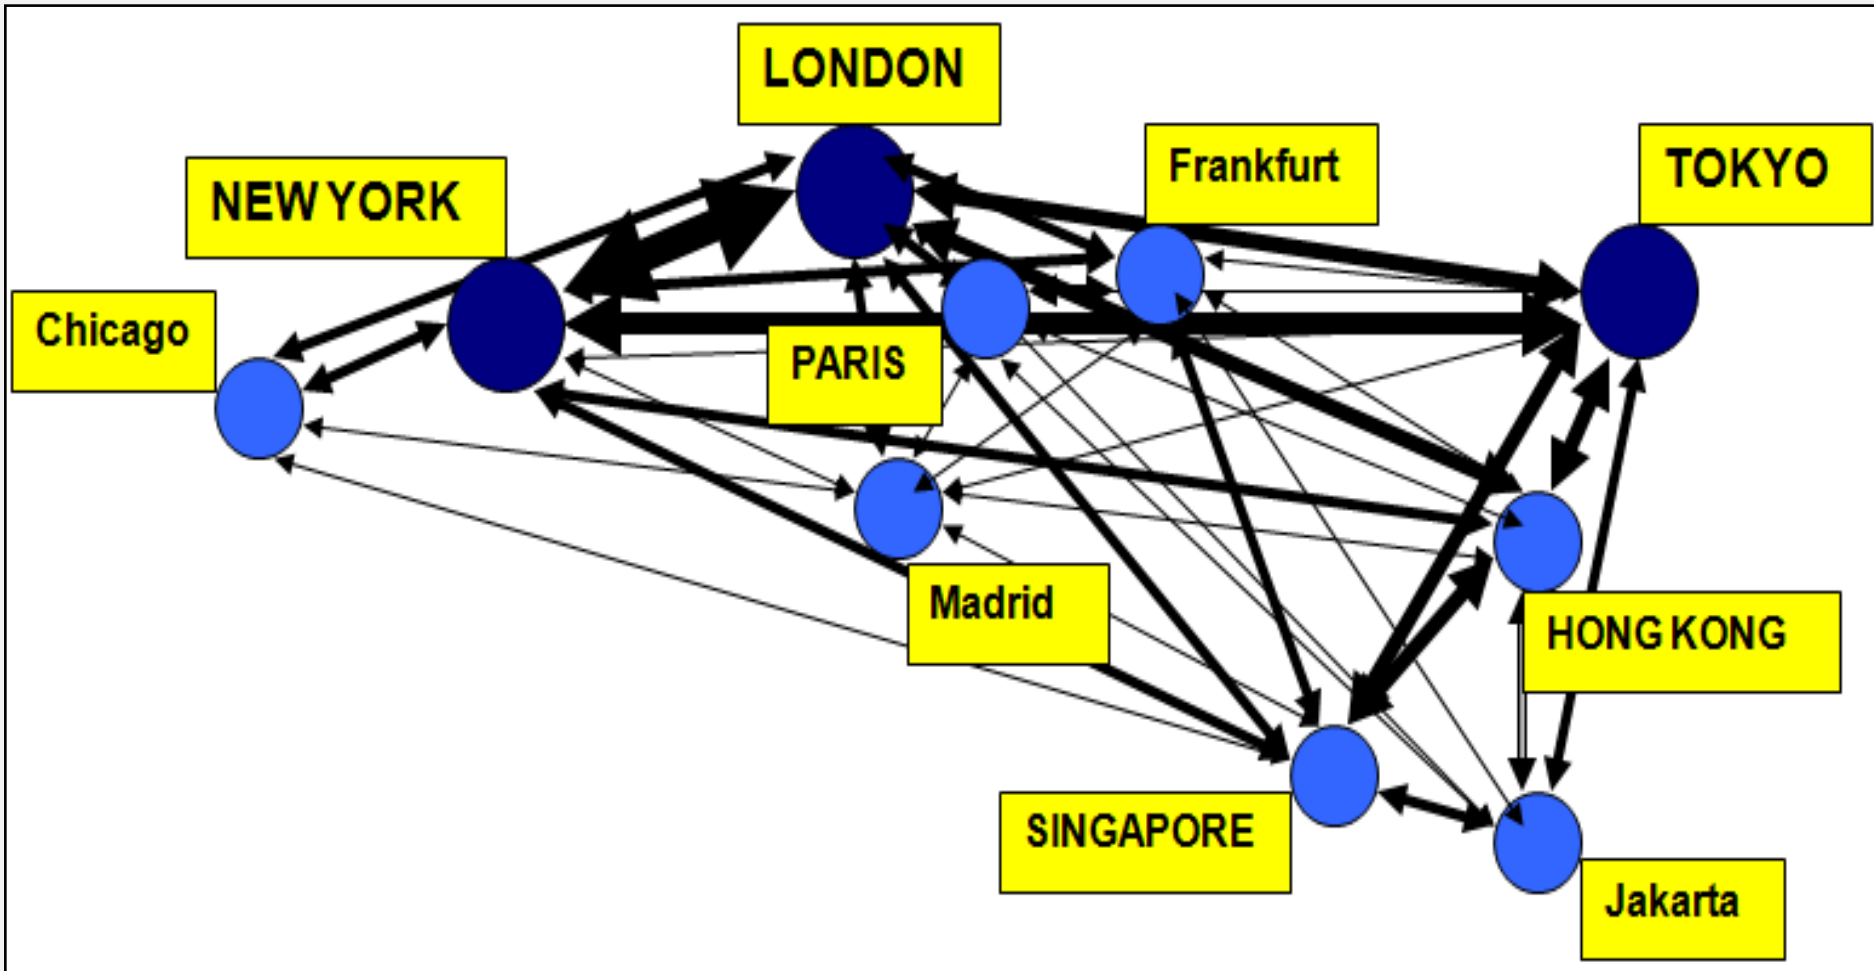 LONDON
Frankfurt
TOKYO
NEW YORK
Chicago
PARIS
Madrid
HONG KONG
SINGAPORE
Jakarta